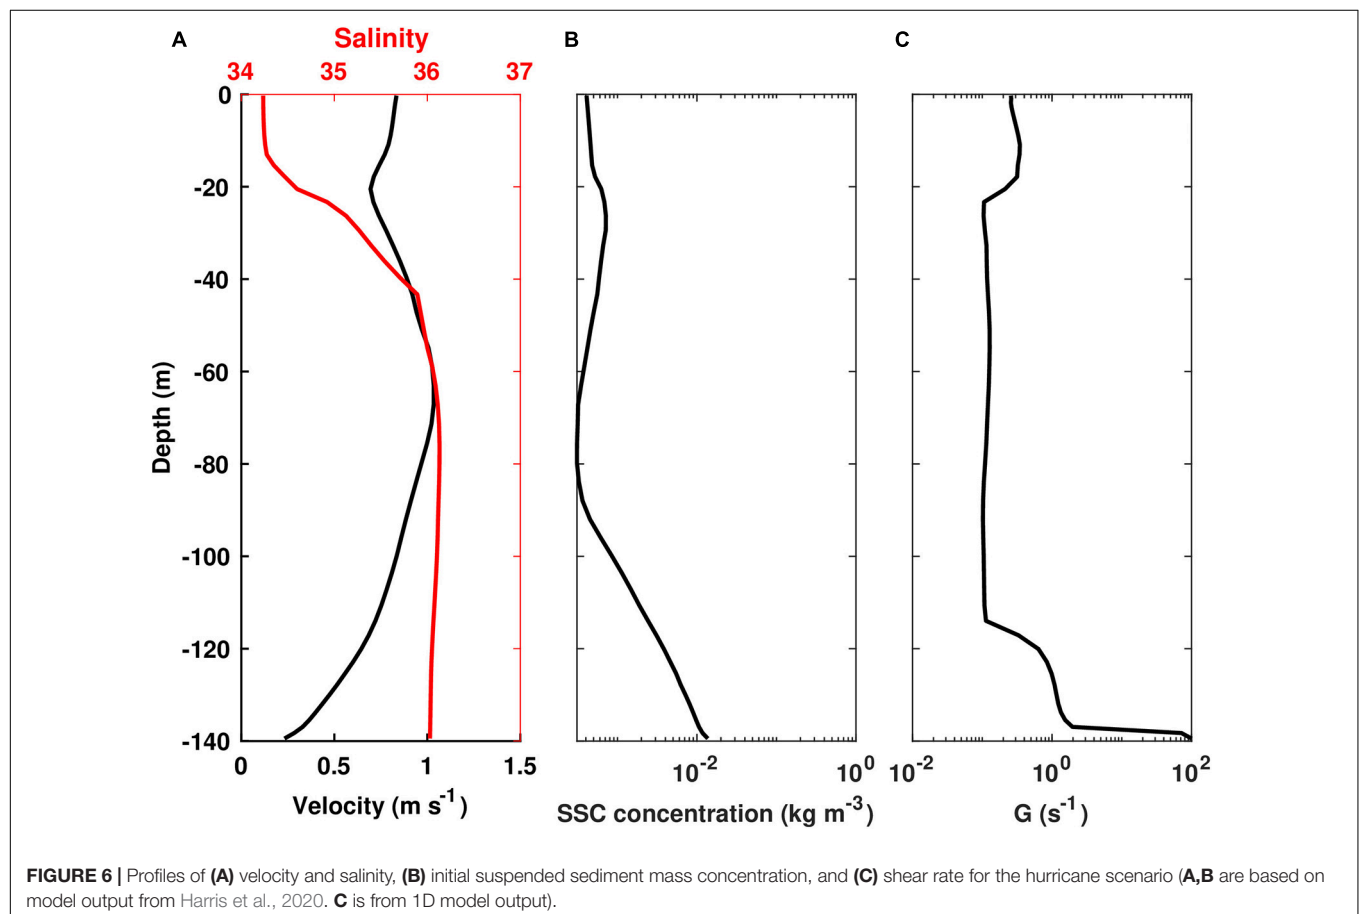 A
Salinity
34 35 36 37
B
C
0
-20
-40
-60
-80
-100
-120
-140
Depth (m)
0 0.5 1 1.5
Velocity (m s-1)
10-2 100
SSC concentration (kg m-3)
10-2 100 102
G (s-1)
FIGURE 6 | Profiles of (A) velocity and salinity, (B) initial suspended sediment mass concentration, and (C) shear rate for the hurricane scenario (A,B are based on
model output from Harris et al., 2020. C is from 1D model output).